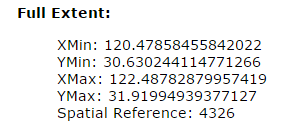 Full Extent:
XMin: 120.47858455842022
YMin: 30.630244114771266
XMax: 122.48782879957419
YMax: 31.91994939377127
Spatial Reference: 4326